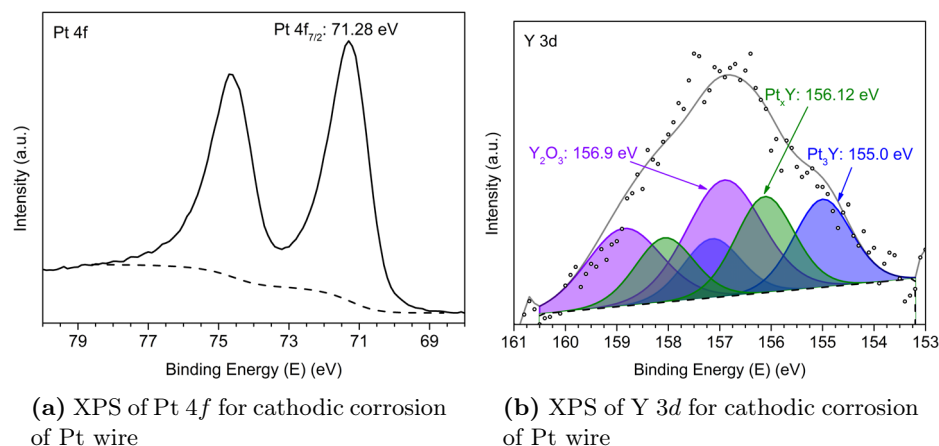 Pt 4f
Pt 4f7/2: 71.28 eV
Intensity (a.u.)
79 77 75 73 71 69
Binding Energy (E) (eV)
(a) XPS of Pt 4f for cathodic corrosion
of Pt wire
Y 3d
PtxY: 156.12 eV
Y2O3: 156.9 eV
Pt3Y: 155.0 eV
Intensity (a.u.)
161 160 159 158 157 156 155 154 153
Binding Energy (E) (eV)
(b) XPS of Y 3d for cathodic corrosion
of Pt wire